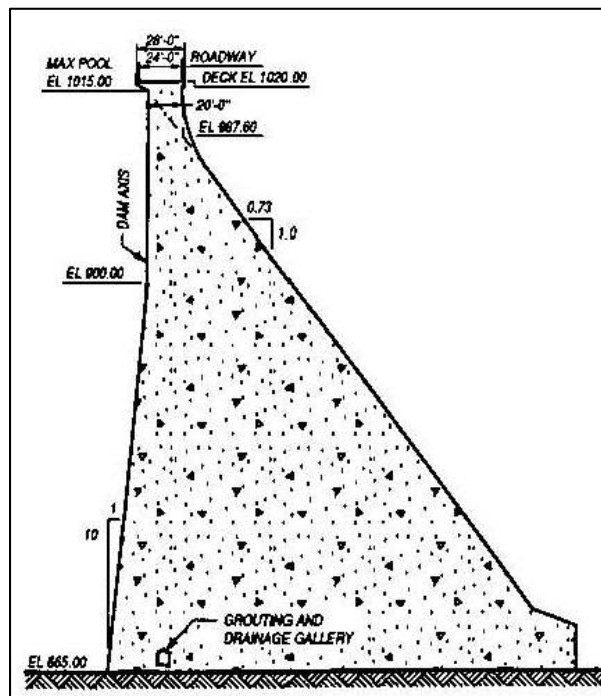 28'-0"
24'-0"
ROADWAY
MAX POOL
EL 1015.00
DECK EL 1020.00
20'-0"
EL 987.60
DAM AXIS
0.73
1.0
EL 900.00
1
10
GROUTING AND
DRAINAGE GALLERY
EL 665.00